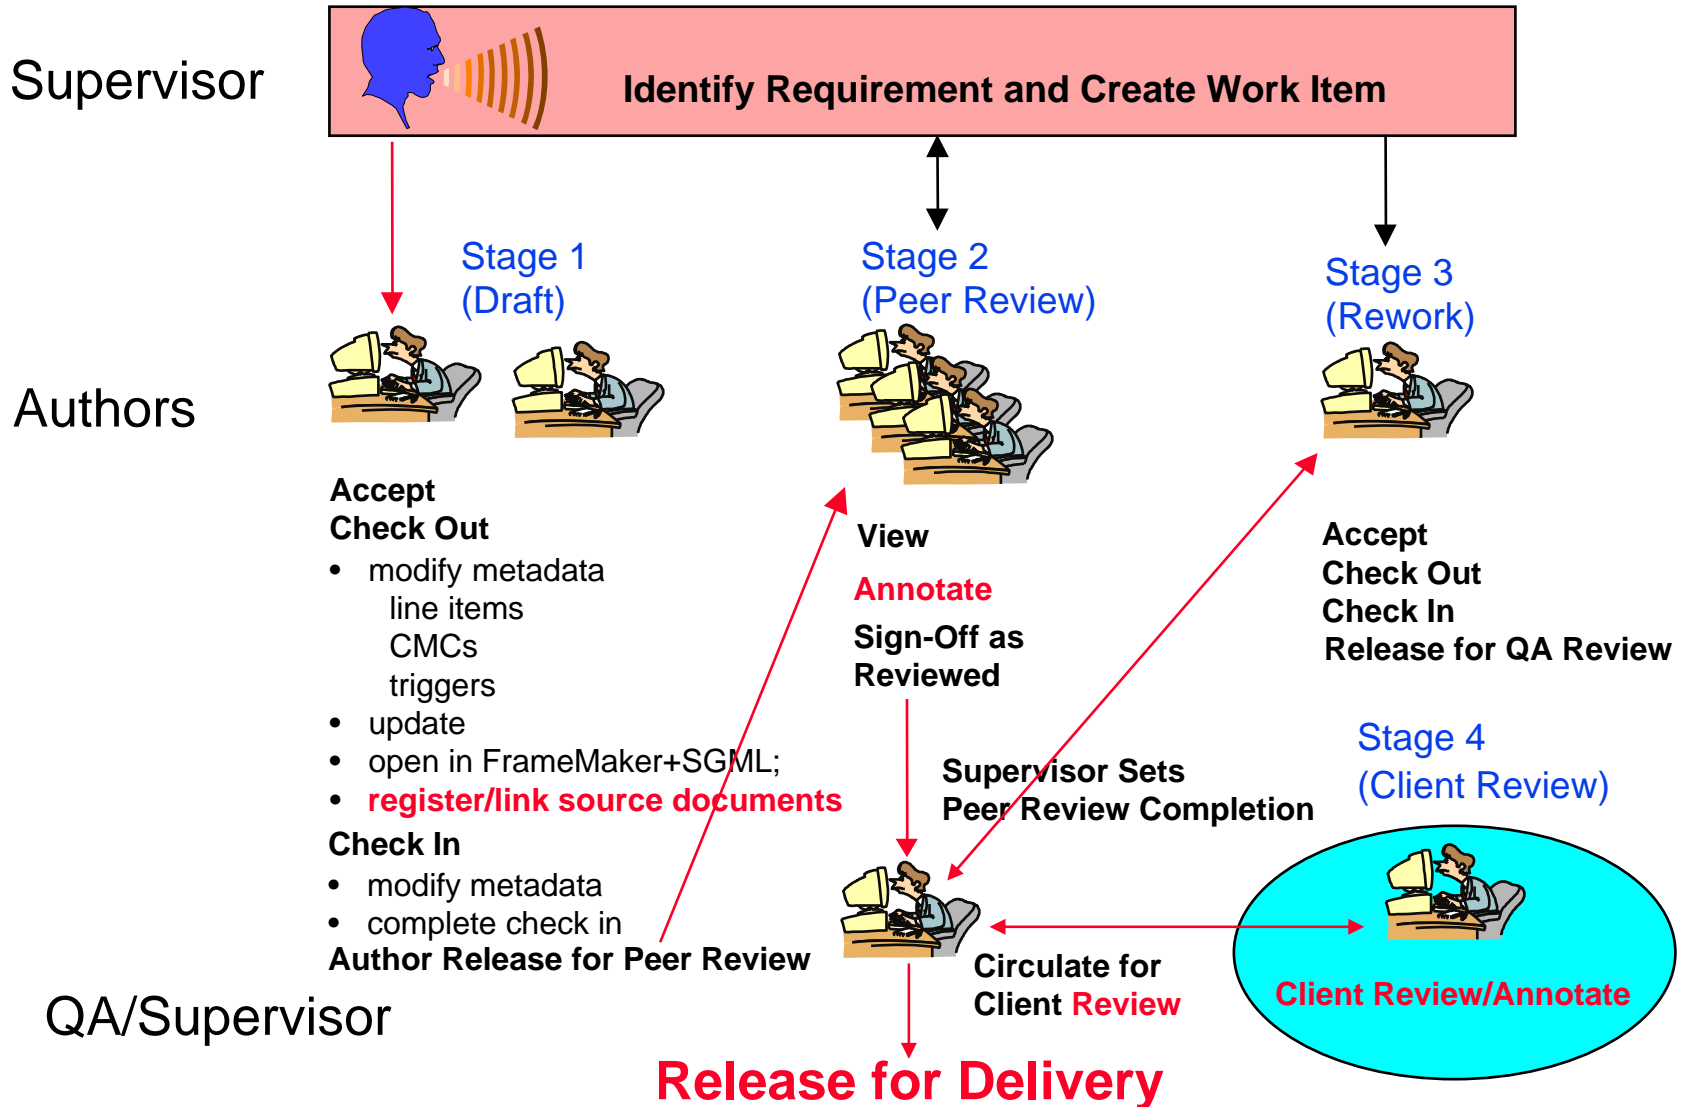 Supervisor
Identify Requirement and Create Work Item
Stage 1
(Draft)
Stage 2
(Peer Review)
Stage 3
(Rework)
Authors
Accept
Check Out
• modify metadata
line items
CMCs
triggers
• update
• open in FrameMaker+SGML;
• register/link source documents
Check In
• modify metadata
• complete check in
Author Release for Peer Review
View
Annotate
Sign-Off as
Reviewed
Supervisor Sets
Peer Review Completion
Accept
Check Out
Check In
Release for QA Review
Stage 4
(Client Review)
Circulate for
Client Review
Client Review/Annotate
QA/Supervisor
Release for Delivery